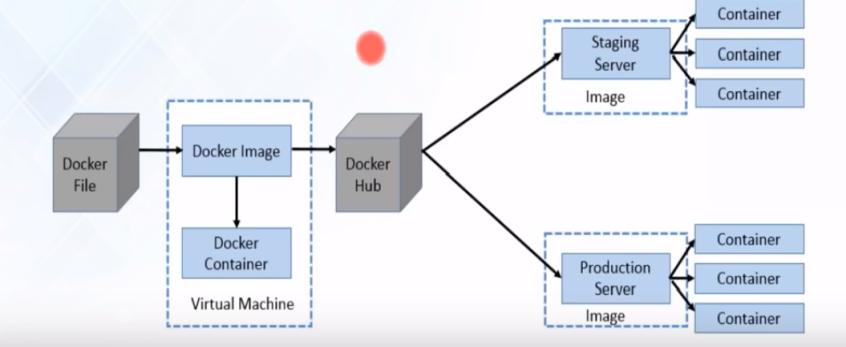 Docker
File
Docker Image
Docker
Container
Virtual Machine
Docker
Hub
Staging
Server
Image
Container
Container
Container
Production
Server
Image
Container
Container
Container